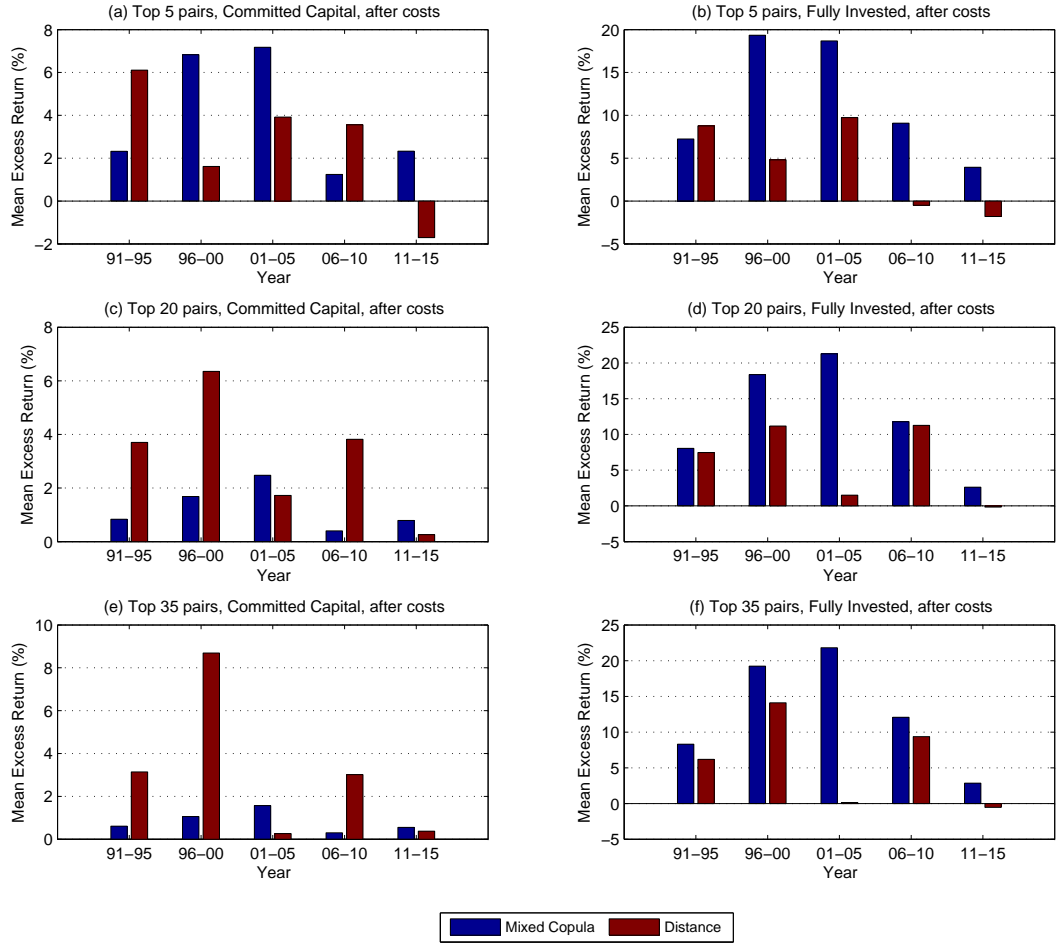 (a) Top 5 pairs, Committed Capital, after costs
Mean Excess Return (%)
8
6
4
2
0
−2
91−95 96−00 01−05 06−10 11−15
Year
(b) Top 5 pairs, Fully Invested, after costs
Mean Excess Return (%)
20
15
10
5
0
−5
91−95 96−00 01−05 06−10 11−15
Year
(c) Top 20 pairs, Committed Capital, after costs
Mean Excess Return (%)
8
6
4
2
0
91−95 96−00 01−05 06−10 11−15
Year
(d) Top 20 pairs, Fully Invested, after costs
Mean Excess Return (%)
25
20
15
10
5
0
−5
91−95 96−00 01−05 06−10 11−15
Year
(e) Top 35 pairs, Committed Capital, after costs
Mean Excess Return (%)
10
8
6
4
2
0
91−95 96−00 01−05 06−10 11−15
Year
(f) Top 35 pairs, Fully Invested, after costs
Mean Excess Return (%)
25
20
15
10
5
0
−5
91−95 96−00 01−05 06−10 11−15
Year
Mixed Copula Distance